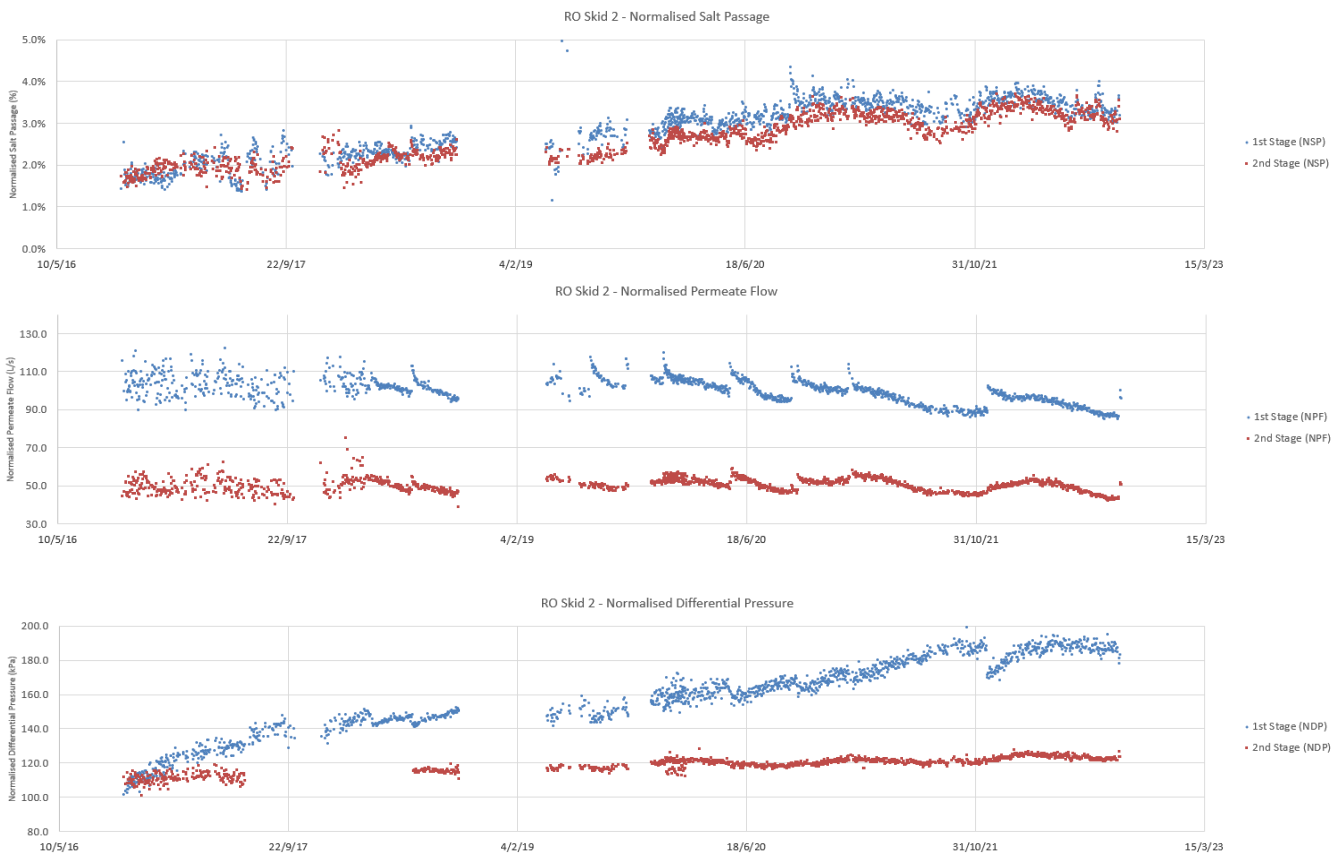 RO Skid 2 - Normalised Salt Passage
Normalised Salt Passage (%)
5.0%
4.0%
3.0%
2.0%
1.0%
0.0%
10/5/16 22/9/17 4/2/19 18/6/20 31/10/21 15/3/23
1st Stage (NSP)
2nd Stage (NSP)
RO Skid 2 - Normalised Permeate Flow
Normalised Permeate Flow (L/s)
130.0
110.0
90.0
70.0
50.0
30.0
10/5/16 22/9/17 4/2/19 18/6/20 31/10/21 15/3/23
1st Stage (NPF)
2nd Stage (NPF)
RO Skid 2 - Normalised Differential Pressure
Normalised Differential Pressure (kPa)
200.0
180.0
160.0
140.0
120.0
100.0
80.0
10/5/16 22/9/17 4/2/19 18/6/20 31/10/21 15/3/23
1st Stage (NDP)
2nd Stage (NDP)